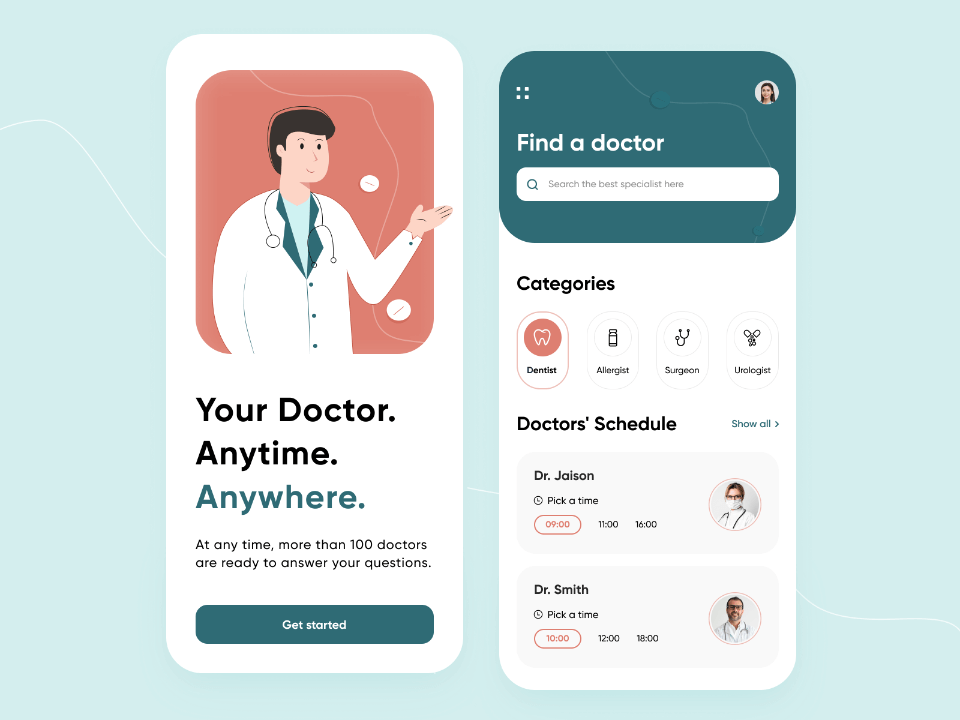 Your Doctor.
Anytime.
Anywhere.
At any time, more than 100 doctors
are ready to answer your questions.
Get started
Find a doctor
Search the best specialist here
Categories
Dentist
Allergist
Surgeon
Urologist
Doctors' Schedule
Show all
Dr. Jaison
Pick a time
09:00 11:00 16:00
Dr. Smith
Pick a time
10:00 12:00 18:00